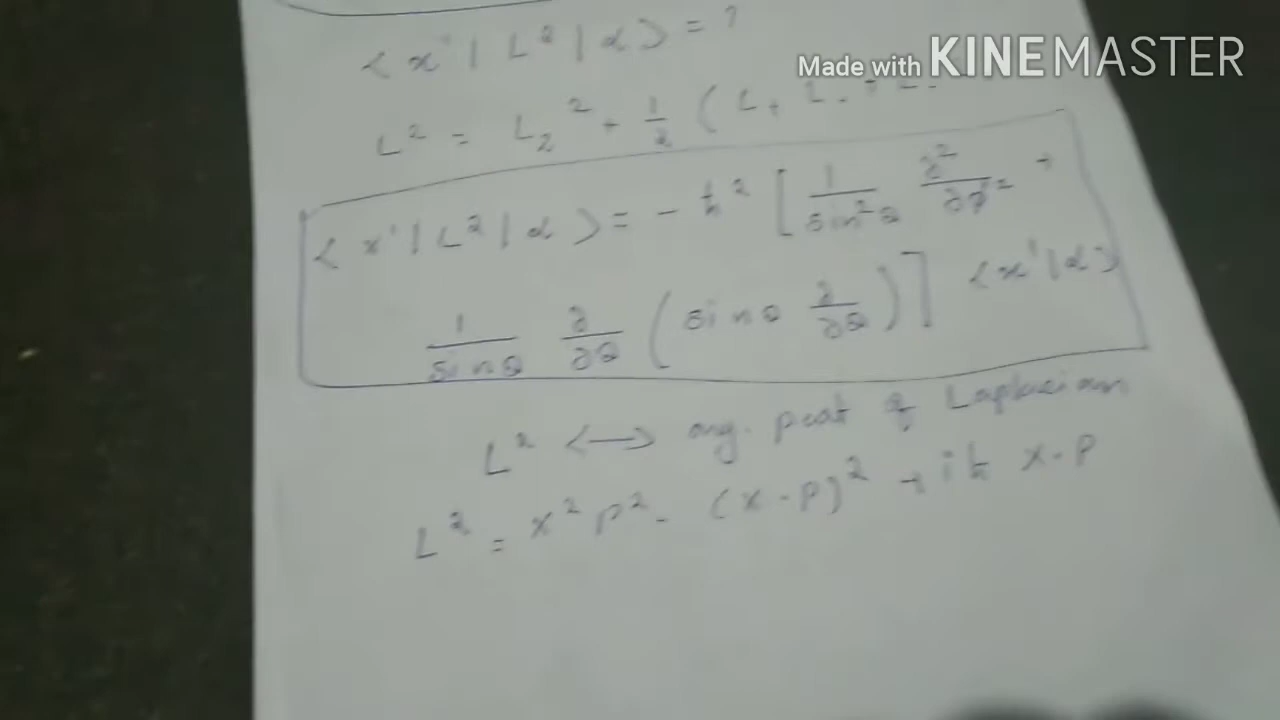 < x' | L² | α > = ?
Made with KINEMASTER
L² = L_z² + 1/2 ( L₊ L₋ + L₋
< x' | L² | α > = - ħ² [ 1/sin²θ ∂²/∂φ² +
1/sinθ ∂/∂θ ( sinθ ∂/∂θ ) ] < x' | α >
L² <—> ang. part of Laplacian
L² = x² p² - (x · p)² + iħ x · p